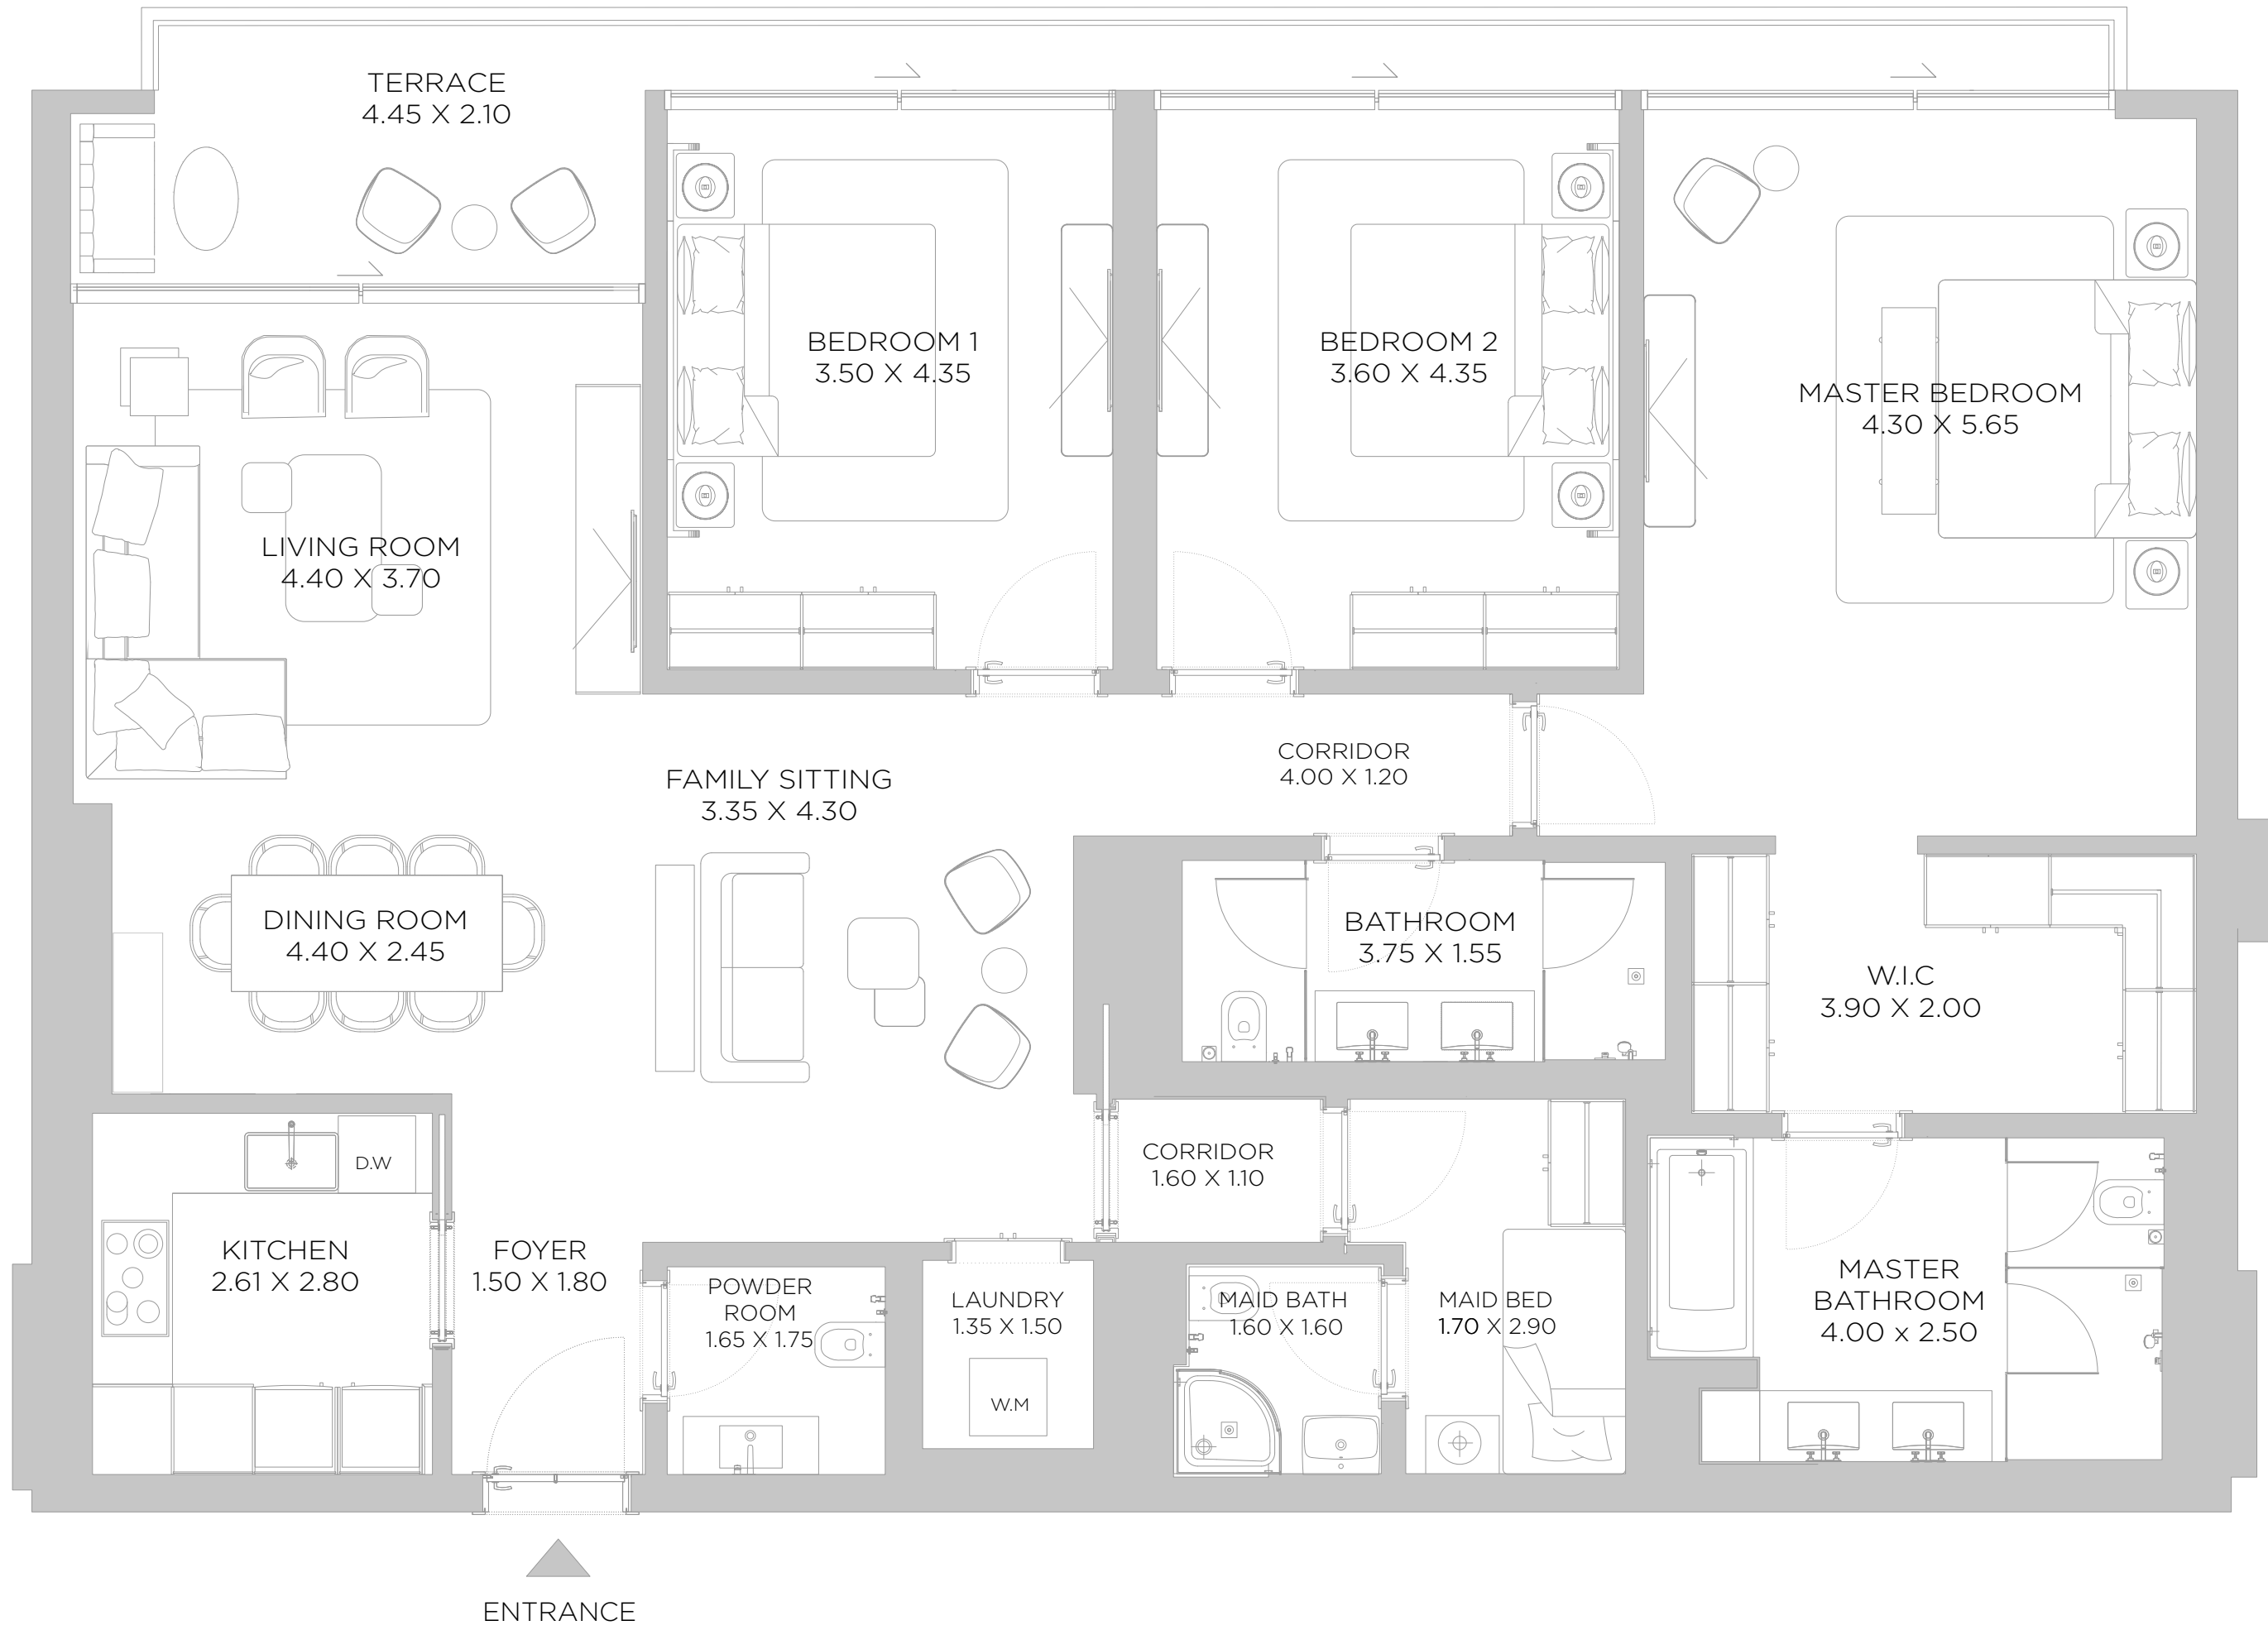 TERRACE
4.45 X 2.10
BEDROOM 1
3.50 X 4.35
BEDROOM 2
3.60 X 4.35
MASTER BEDROOM
4.30 X 5.65
LIVING ROOM
4.40 X 3.70
FAMILY SITTING
3.35 X 4.30
CORRIDOR
4.00 X 1.20
DINING ROOM
4.40 X 2.45
BATHROOM
3.75 X 1.55
W.I.C
3.90 X 2.00
D.W
KITCHEN
2.61 X 2.80
FOYER
1.50 X 1.80
POWDER
ROOM
1.65 X 1.75
LAUNDRY
1.35 X 1.50
W.M
CORRIDOR
1.60 X 1.10
MAID BATH
1.60 X 1.60
MAID BED
1.70 X 2.90
MASTER
BATHROOM
4.00 x 2.50
ENTRANCE